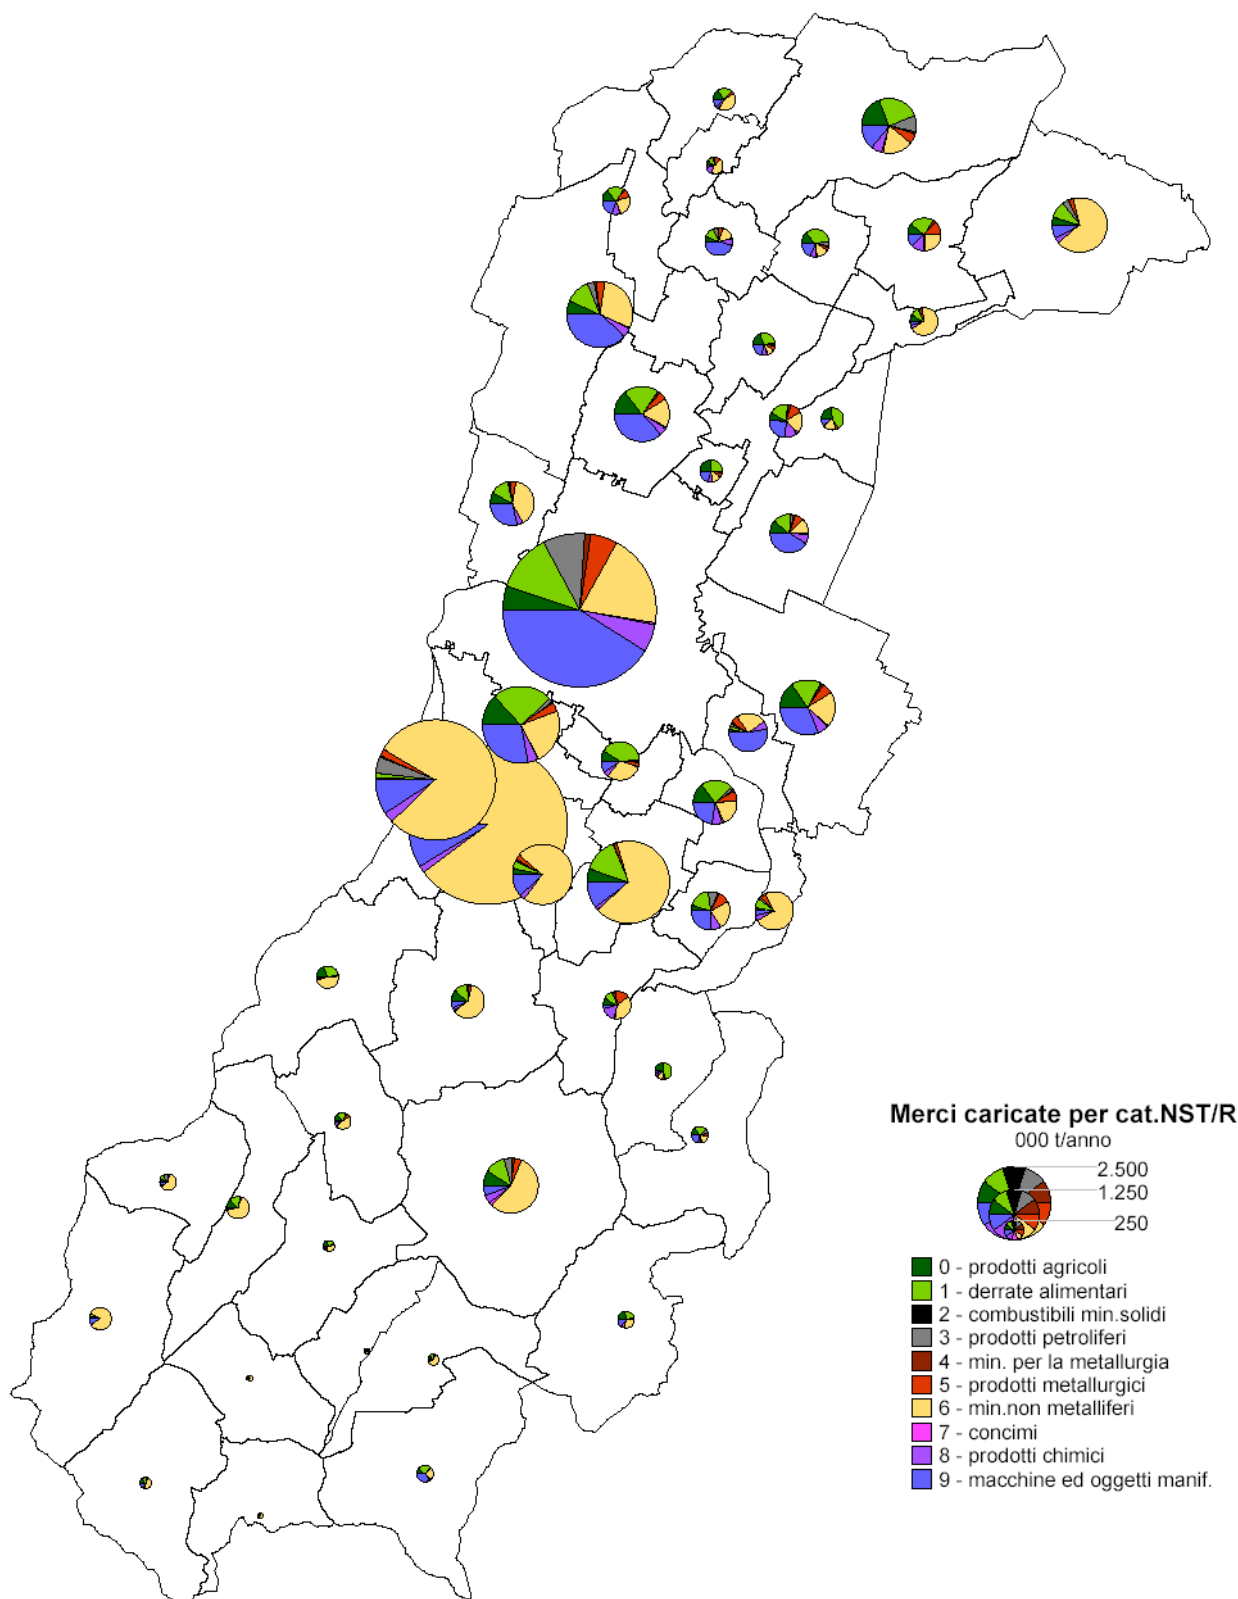 Merci caricate per cat.NST/R
000 t/anno
2.500
1.250
250
0 - prodotti agricoli
1 - derrate alimentari
2 - combustibili min.solidi
3 - prodotti petroliferi
4 - min. per la metallurgia
5 - prodotti metallurgici
6 - min.non metalliferi
7 - concimi
8 - prodotti chimici
9 - macchine ed oggetti manif.